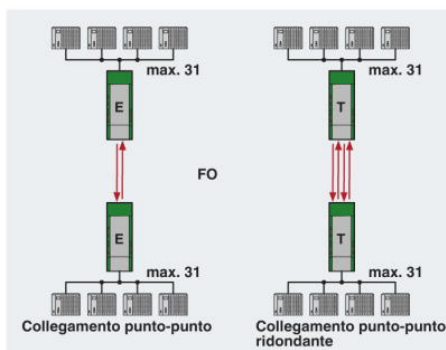 max. 31
max. 31
E
T
FO
E
T
max. 31
max. 31
Collegamento punto-punto
Collegamento punto-punto
ridondante